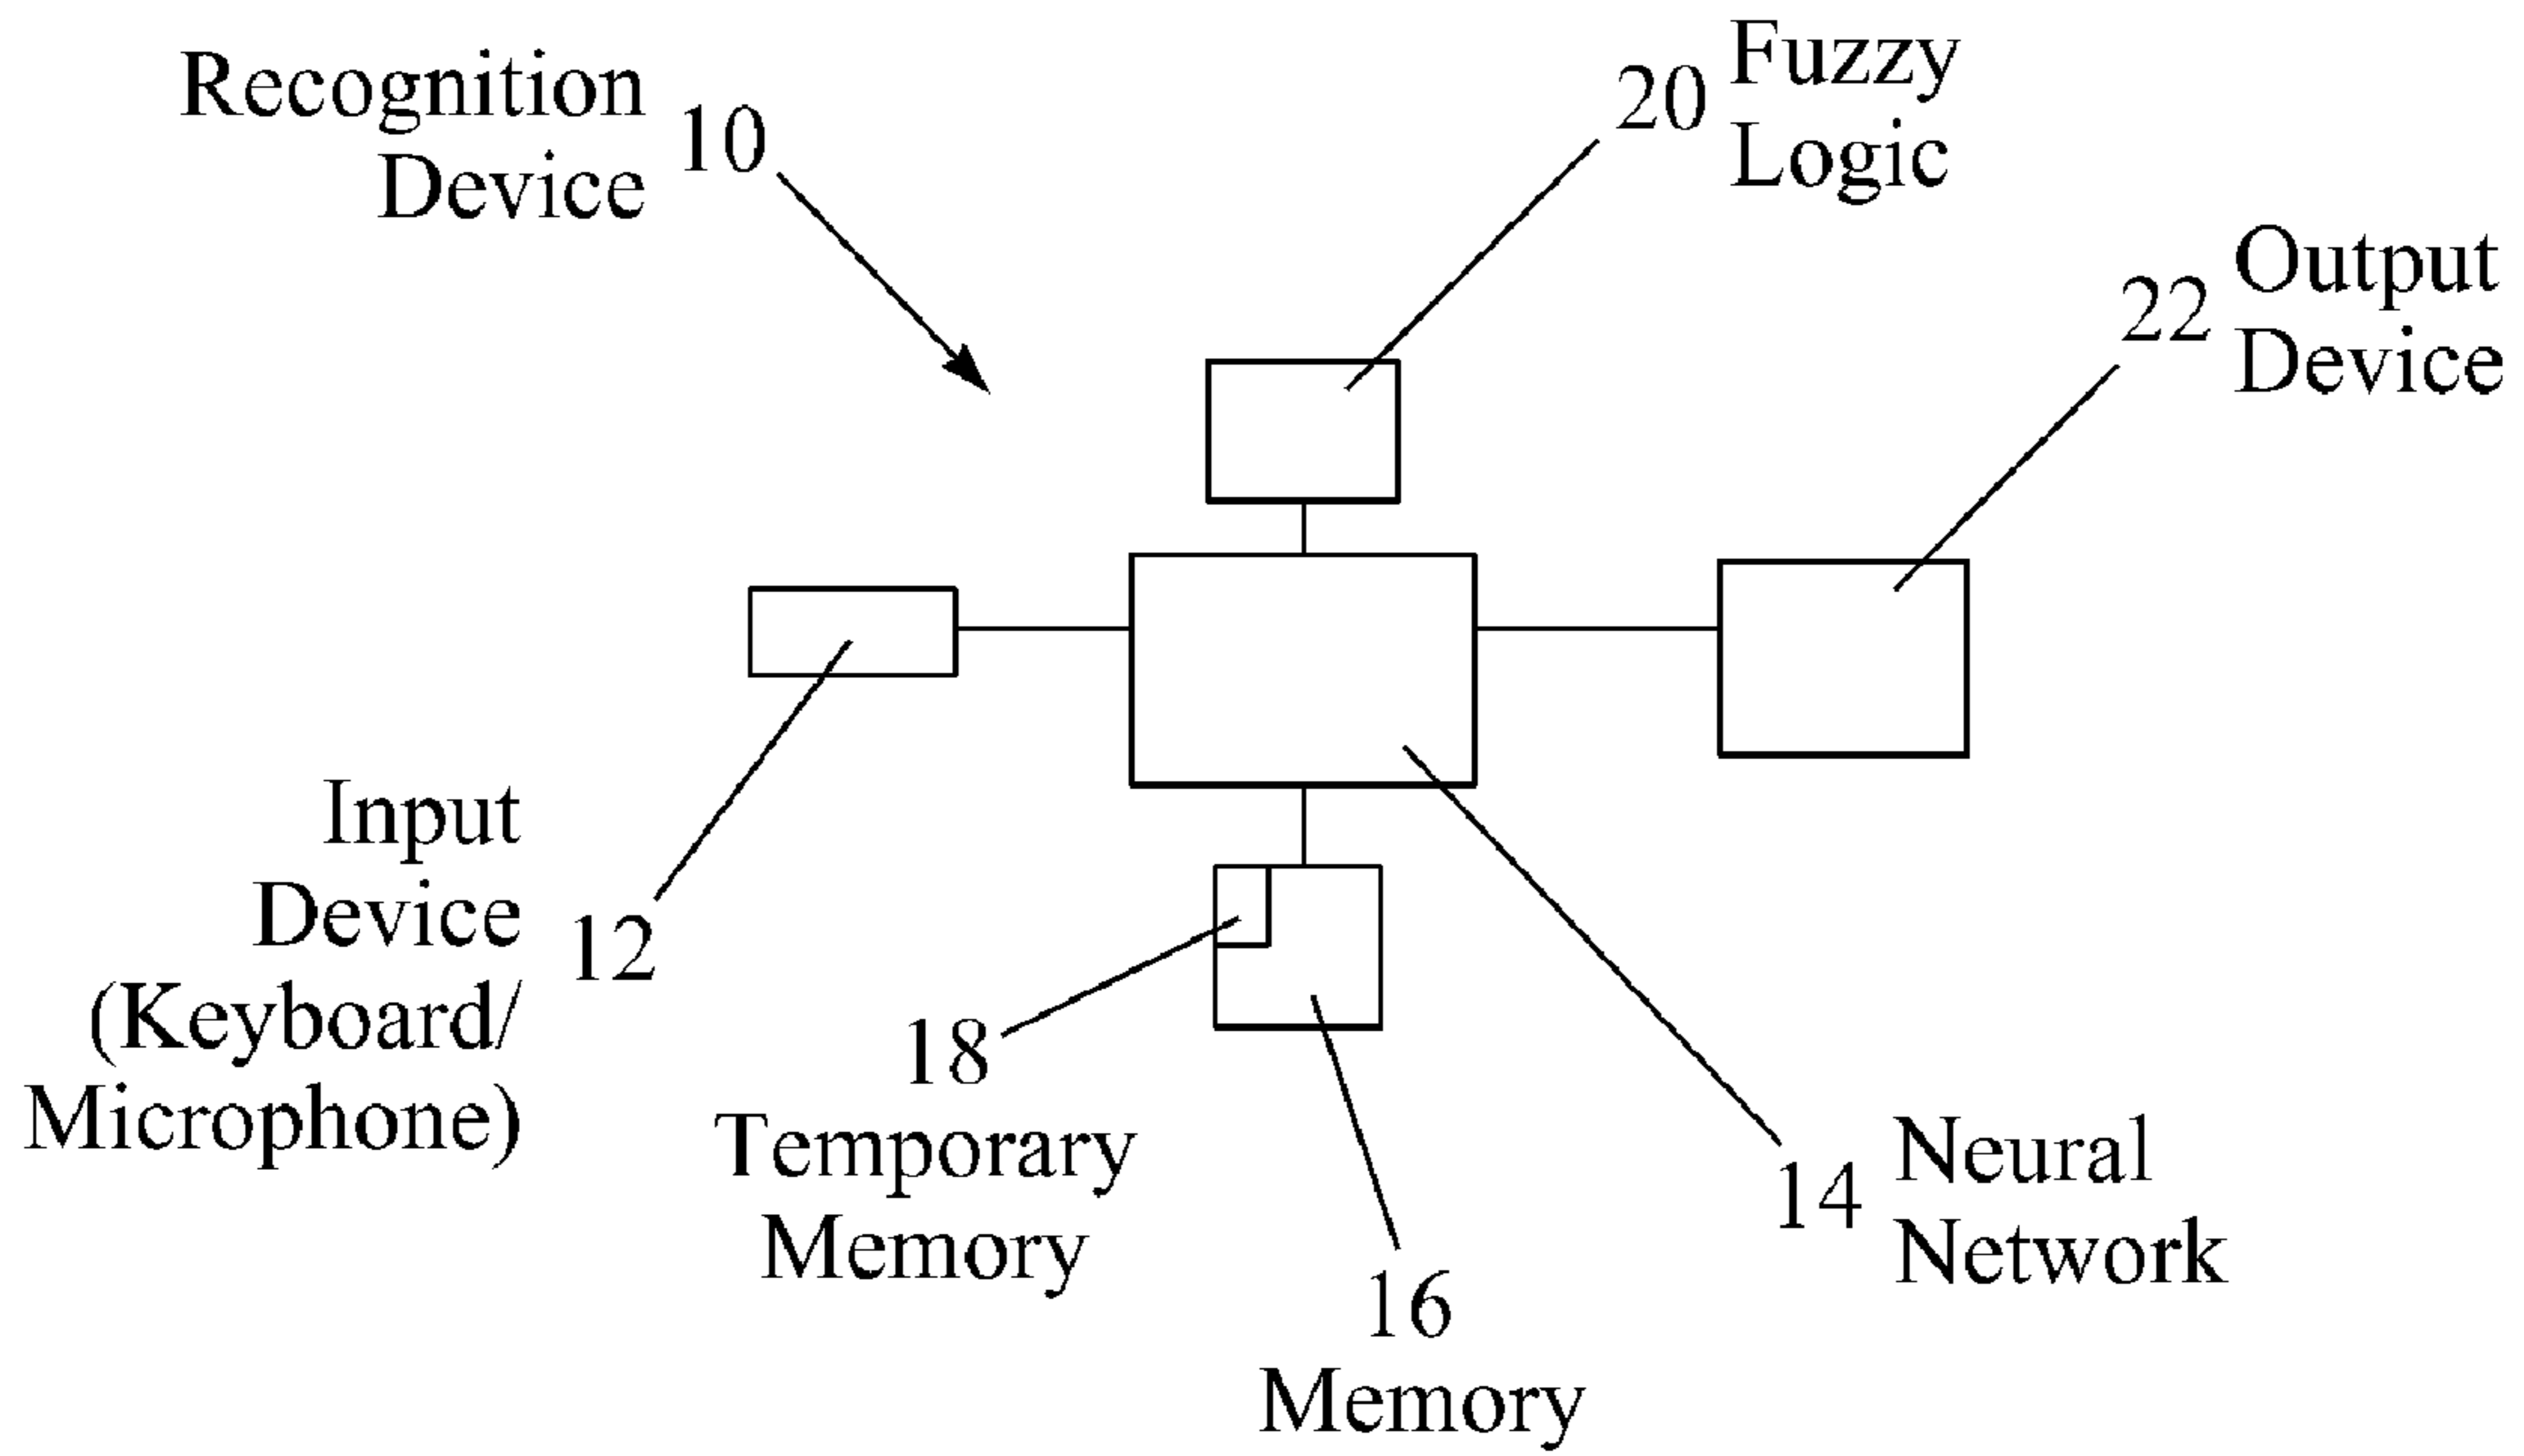 Recognition
Device 10
20 Fuzzy
Logic
22 Output
Device
Input
Device
(Keyboard/
Microphone)
12
18
Temporary
Memory
16
Memory
14 Neural
Network